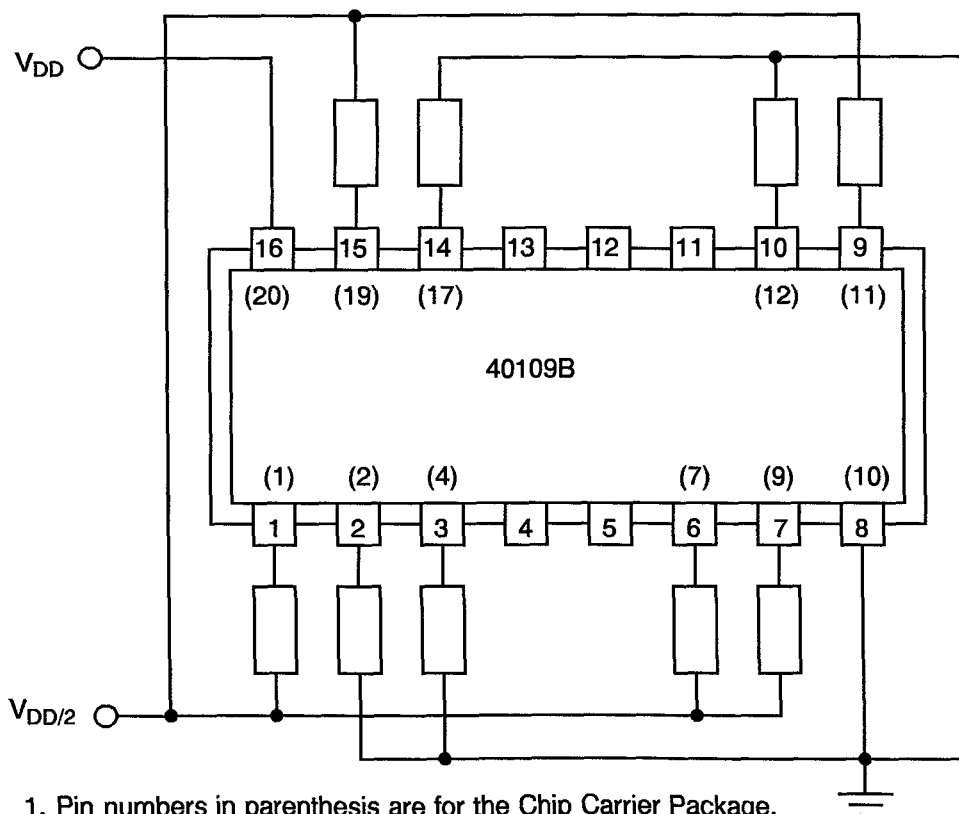 V_DD
16 15 14 13 12 11 10 9
(20) (19) (17) (12) (11)
40109B
(1) (2) (4) (7) (9) (10)
1 2 3 4 5 6 7 8
V_DD/2
1. Pin numbers in parenthesis are for the Chip Carrier Package.